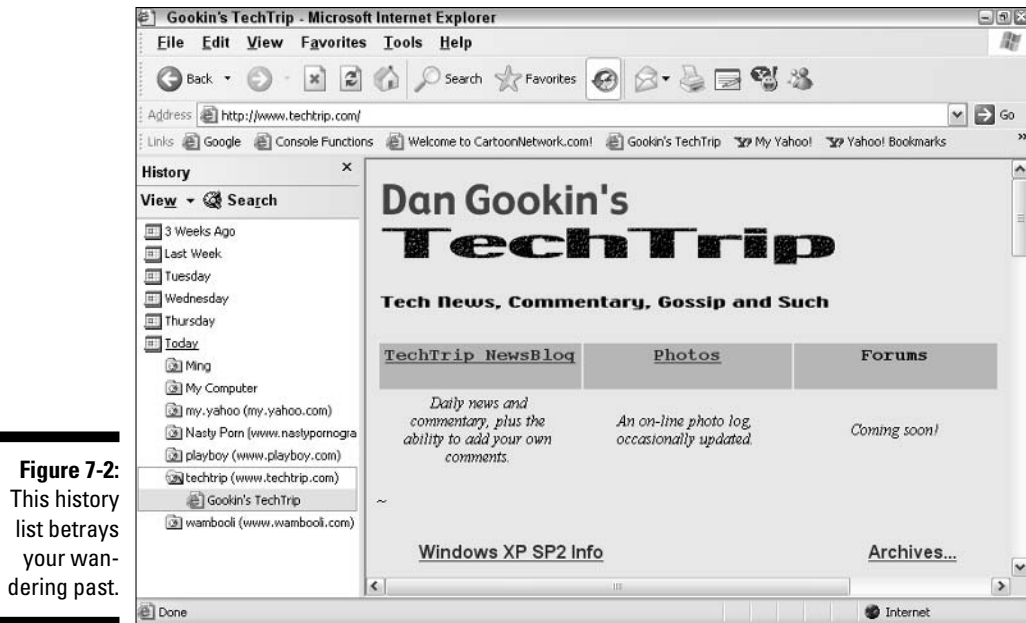 Gookin's TechTrip - Microsoft Internet Explorer
File Edit View Favorites Tools Help
Back Search Favorites
Address http://www.techtrip.com/ Go
Links Google Console Functions Welcome to CartoonNetwork.com! Gookin's TechTrip My Yahoo! Yahoo! Bookmarks »
History ×
View Search
3 Weeks Ago
Last Week
Tuesday
Wednesday
Thursday
Today
Ming
My Computer
my.yahoo (my.yahoo.com)
Nasty Porn (www.nastypornogra
playboy (www.playboy.com)
techtrip (www.techtrip.com)
Gookin's TechTrip
wambooli (www.wambooli.com)
Dan Gookin's
TechTrip
Tech News, Commentary, Gossip and Such
TechTrip NewsBlog Photos Forums
Daily news and
commentary, plus the
ability to add your own
comments.
An on-line photo log,
occasionally updated.
Coming soon!
~
Windows XP SP2 Info Archives...
Done Internet
Figure 7-2:
This history
list betrays
your wan-
dering past.